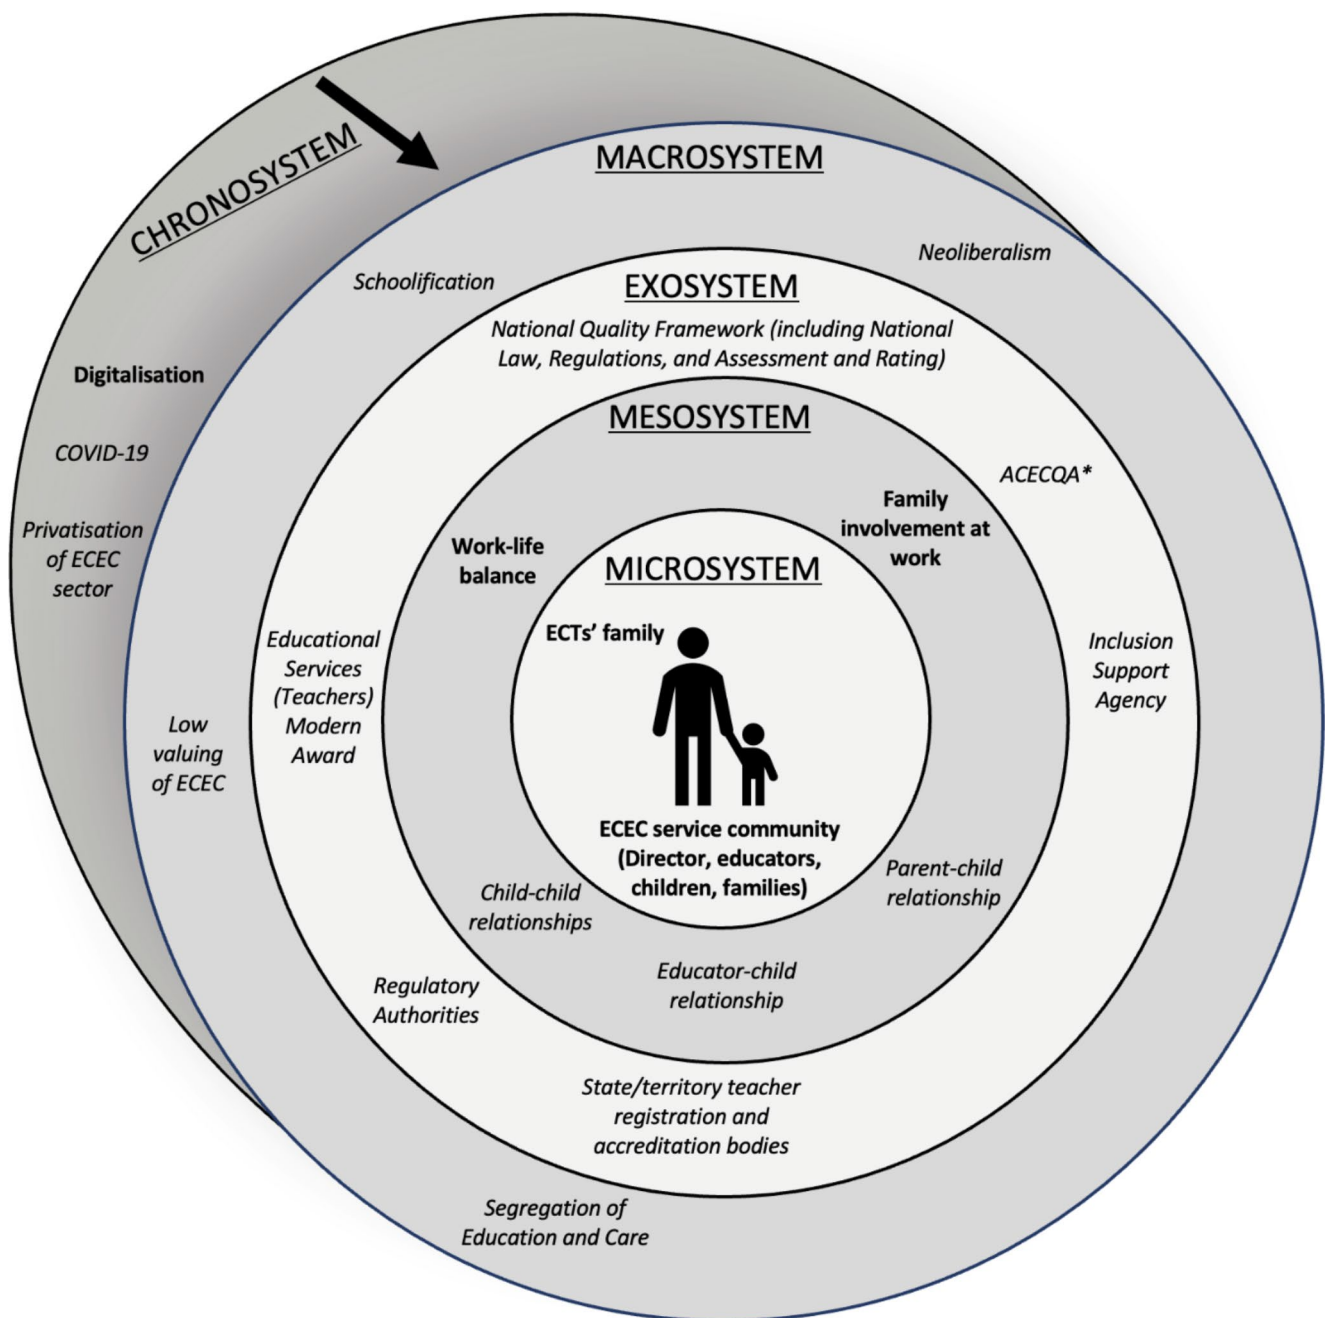 CHRONOSYSTEM
Digitalisation
COVID-19
Privatisation
of ECEC
sector
MACROSYSTEM
Neoliberalism
Schoolification
Low
valuing
of ECEC
Segregation of
Education and Care
EXOSYSTEM
National Quality Framework (including National
Law, Regulations, and Assessment and Rating)
ACECQA*
Inclusion
Support
Agency
Educational
Services
(Teachers)
Modern
Award
Regulatory
Authorities
State/territory teacher
registration and
accreditation bodies
MESOSYSTEM
Family
involvement at
work
Work-life
balance
Parent-child
relationship
Child-child
relationships
Educator-child
relationship
MICROSYSTEM
ECTs’ family
ECEC service community
(Director, educators,
children, families)